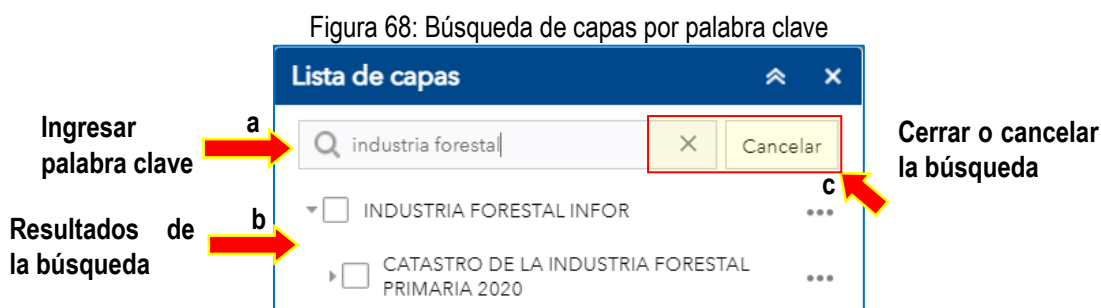 Figura 68: Búsqueda de capas por palabra clave
Lista de capas
Ingresar
palabra clave
a
industria forestal
Cancelar
Cerrar o cancelar
la búsqueda
c
Resultados de
la búsqueda
b
INDUSTRIA FORESTAL INFOR
CATASTRO DE LA INDUSTRIA FORESTAL
PRIMARIA 2020